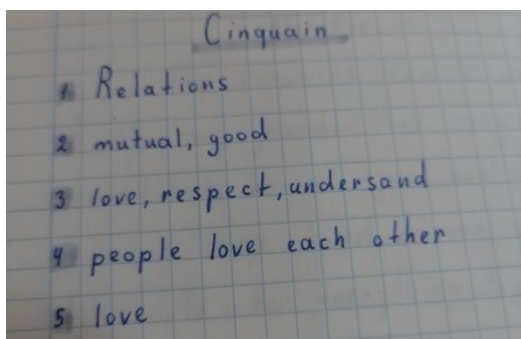 Cinquain
1 Relations
2 mutual, good
3 love, respect, undersand
4 people love each other
5 love